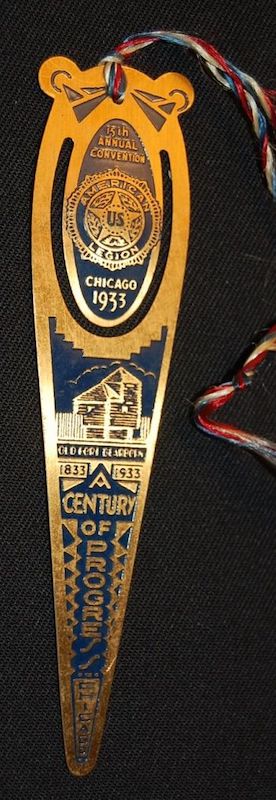 15th
ANNUAL
CONVENTION
AMERICAN
US
LEGION
CHICAGO
1933
OLD FORT DEARBORN
1833 1933
A
CENTURY
OF
PROGRESS
CHICAGO